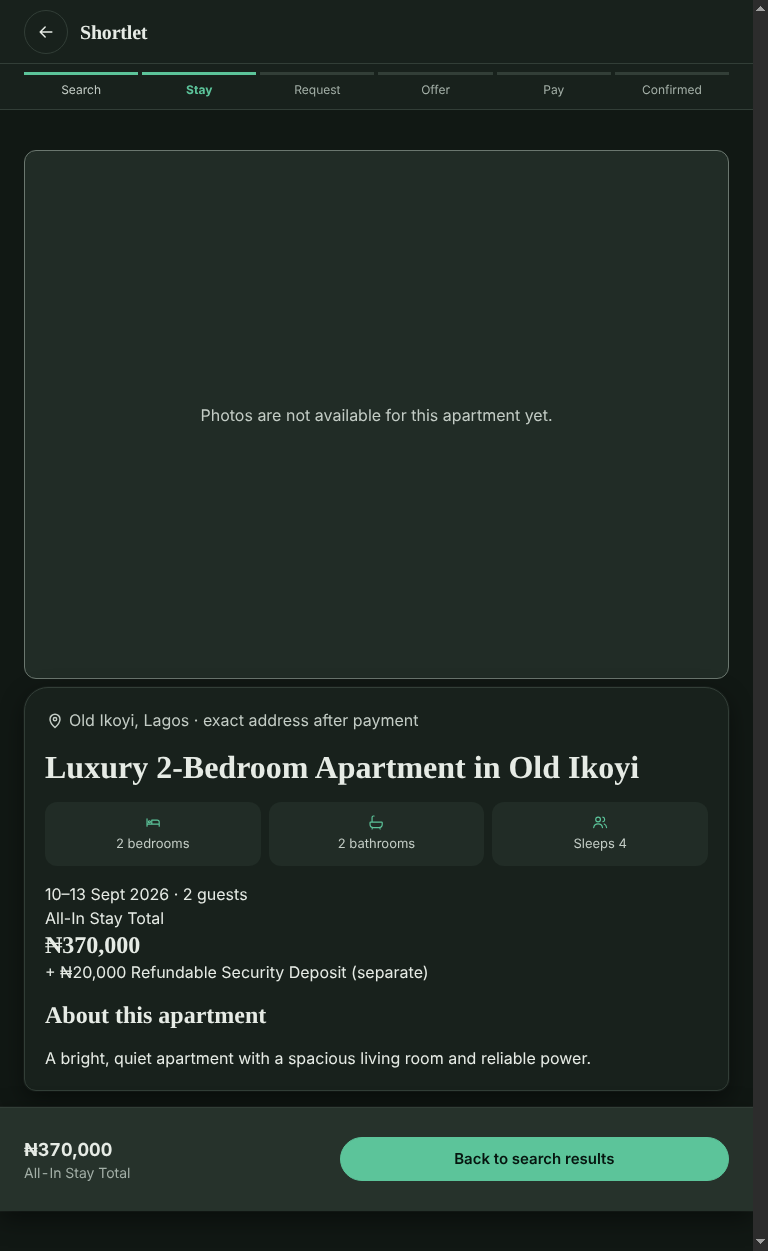 Shortlet
Search
Stay
Request
Offer
Pay
Confirmed
Photos are not available for this apartment yet.
Old Ikoyi, Lagos · exact address after payment
Luxury 2-Bedroom Apartment in Old Ikoyi
2 bedrooms
2 bathrooms
Sleeps 4
10–13 Sept 2026 · 2 guests
All-In Stay Total
₦370,000
+ ₦20,000 Refundable Security Deposit (separate)
About this apartment
A bright, quiet apartment with a spacious living room and reliable power.
₦370,000
All-In Stay Total
Back to search results